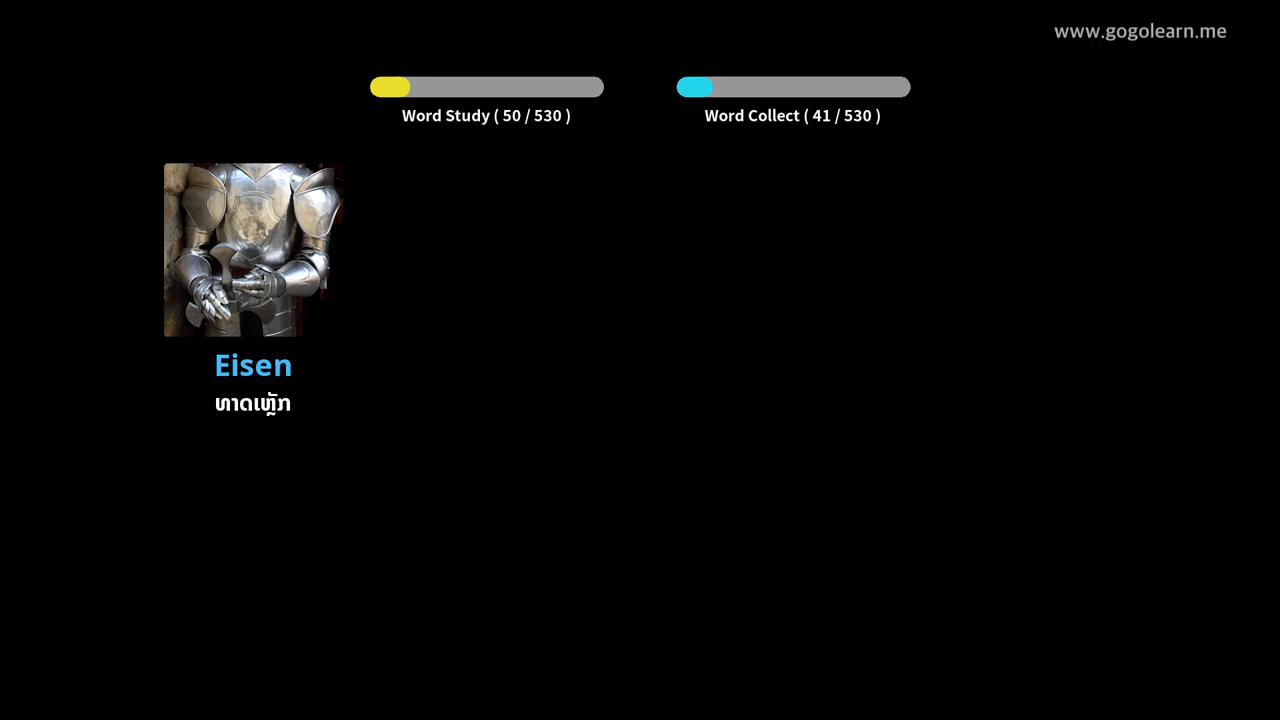 www.gogolearn.me
Word Study ( 50 / 530 )
Word Collect ( 41 / 530 )
Eisen
ທາດເຫຼັກ